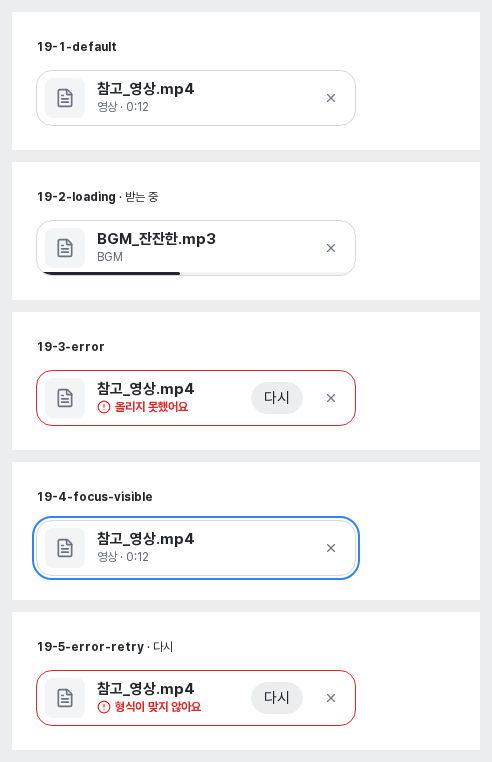 19-1-default
참고_영상.mp4
영상 · 0:12
19-2-loading · 받는 중
BGM_잔잔한.mp3
BGM
19-3-error
참고_영상.mp4
올리지 못했어요
다시
19-4-focus-visible
참고_영상.mp4
영상 · 0:12
19-5-error-retry · 다시
참고_영상.mp4
형식이 맞지 않아요
다시